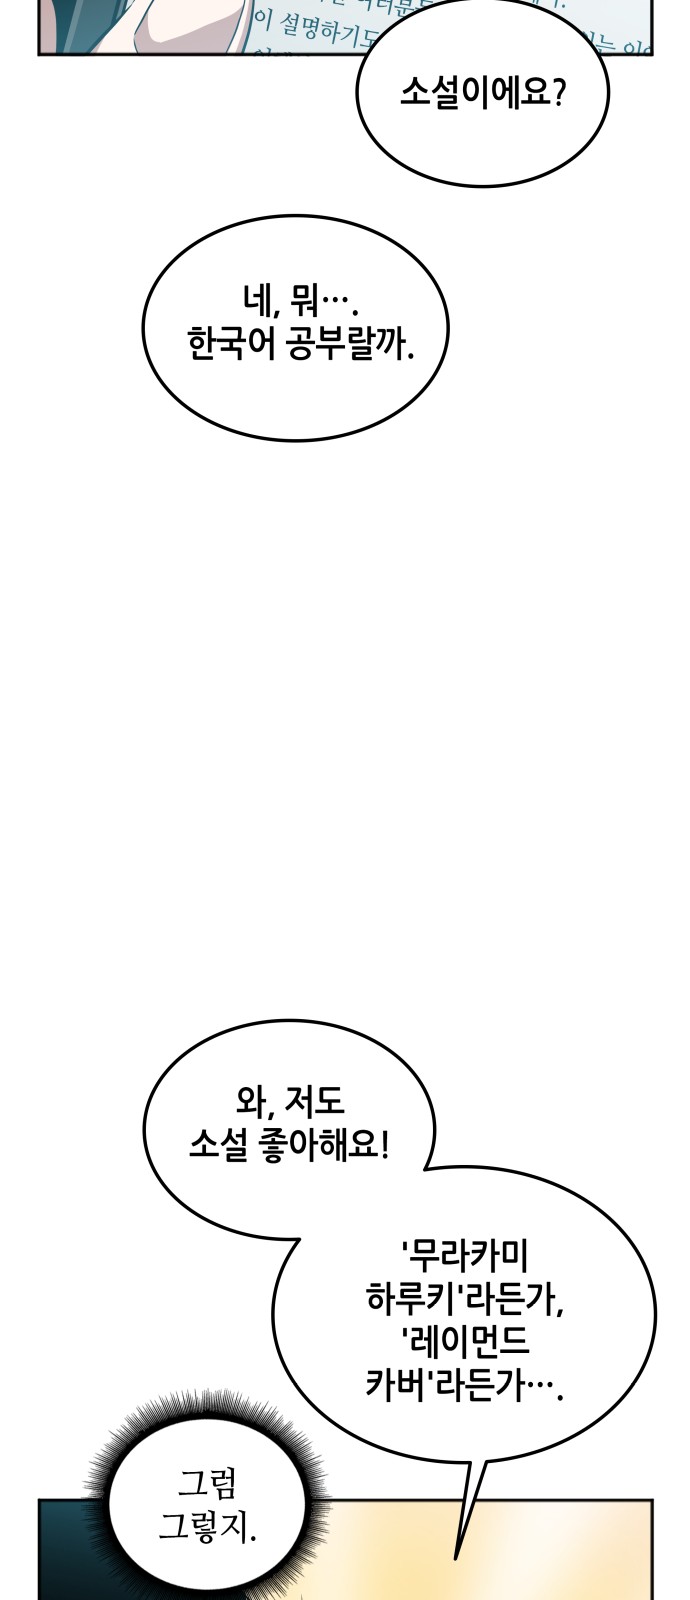 이 설명하기도
소설이에요?
네, 뭐….
한국어 공부랄까.
와, 저도
소설 좋아해요!
'무라카미
하루키'라든가,
'레이먼드
카버'라든가….
그럼
그렇지.